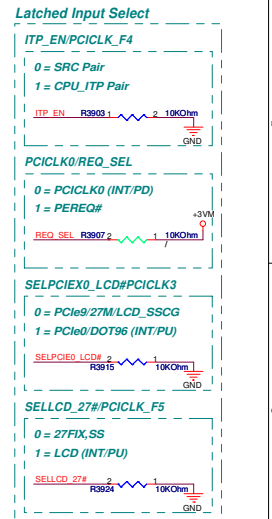 Latched Input Select
ITP_EN/PCICLK_F4
0 = SRC Pair
1 = CPU_ITP Pair
ITP_EN R3903 1 2 10KOhm
GND
PCICLK0/REQ_SEL
0 = PCICLK0 (INT/PD)
1 = PEREQ#
+3VM
REQ_SEL R3907 2 1 10KOhm
/
SELPCIEX0_LCD#PCICLK3
0 = PCIe9/27M/LCD_SSCG
1 = PCIe0/DOT96 (INT/PU)
SELPCIE0_LCD# 2 1
R3915 10KOhm
GND
SELLCD_27#/PCICLK_F5
0 = 27FIX,SS
1 = LCD (INT/PU)
SELLCD_27# 2 1
R3924 10KOhm
GND